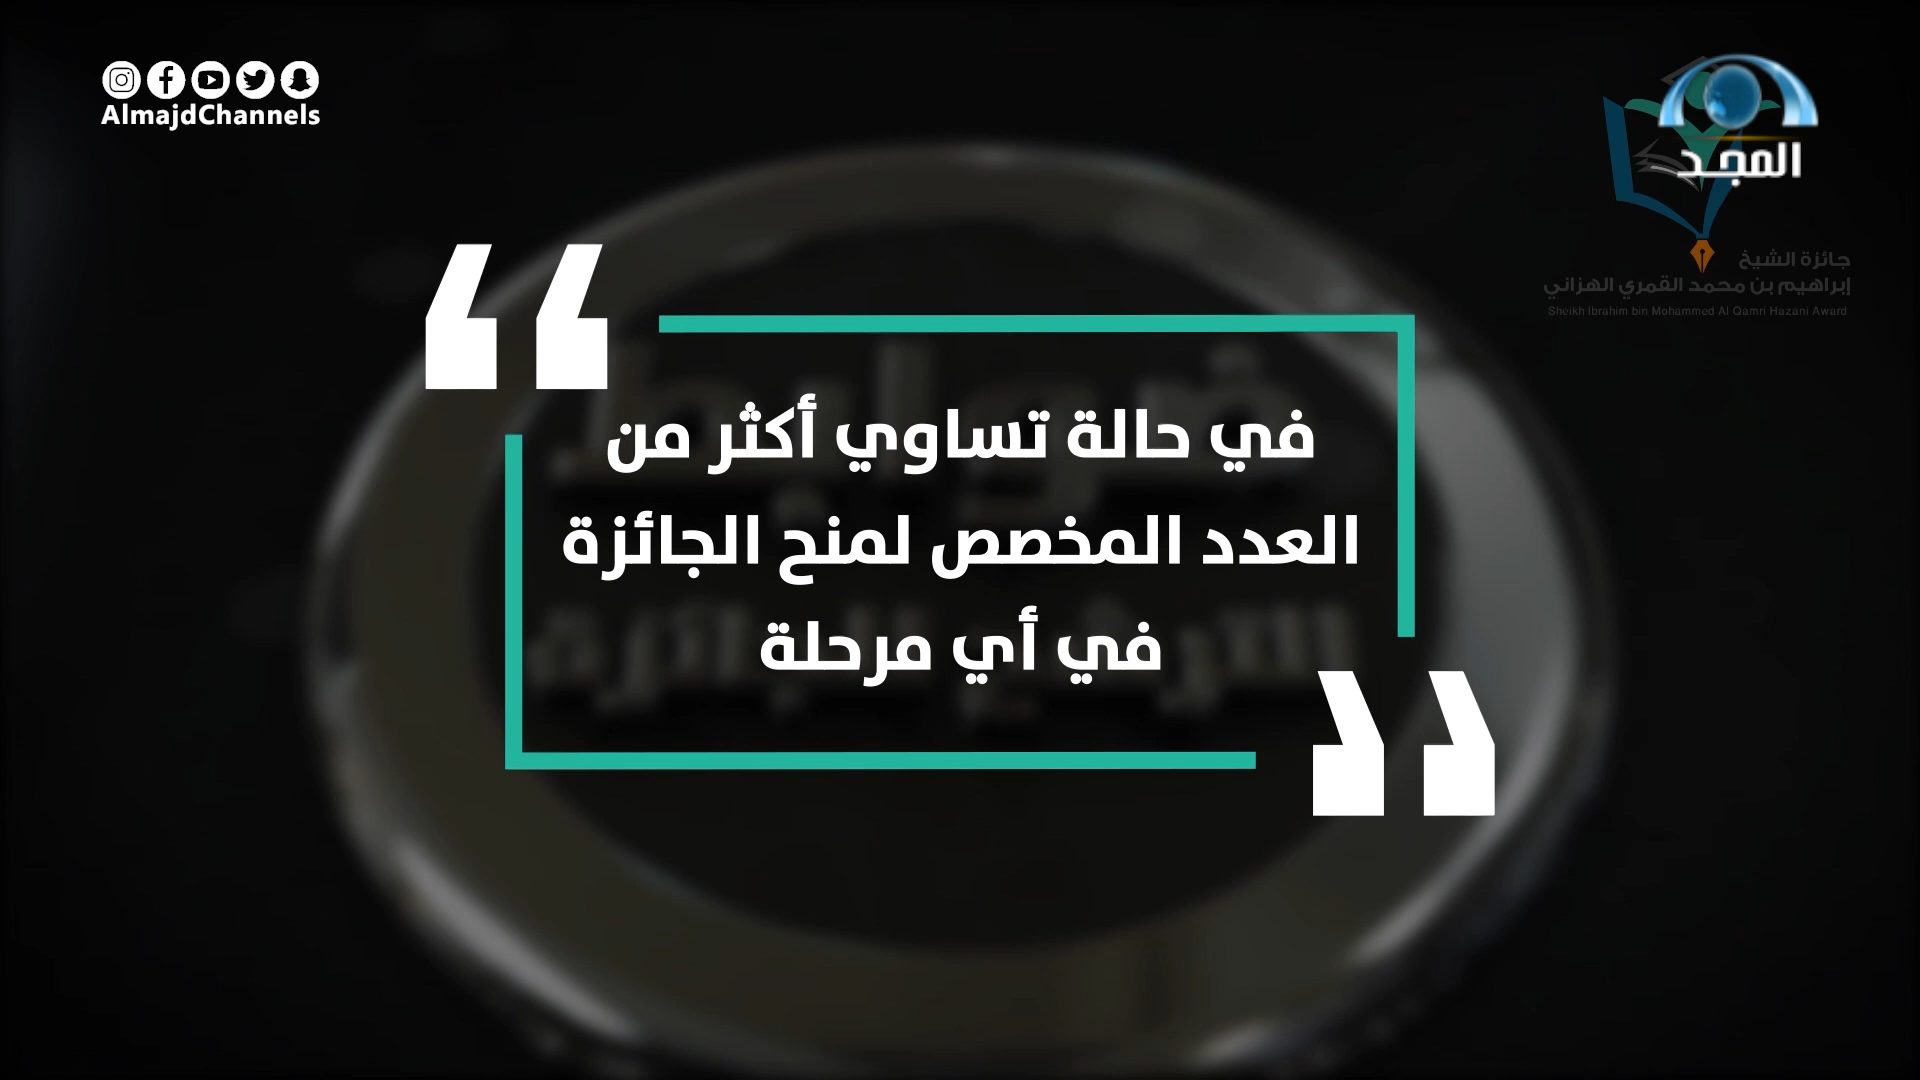 AlmajdChannels
المجد
جائزة الشيخ
إبراهيم بن محمد القمري الهزاني
Sheikh Ibrahim bin Mohammed Al Qamri Hazani Award
في حالة تساوي أكثر من
العدد المخصص لمنح الجائزة
في أي مرحلة